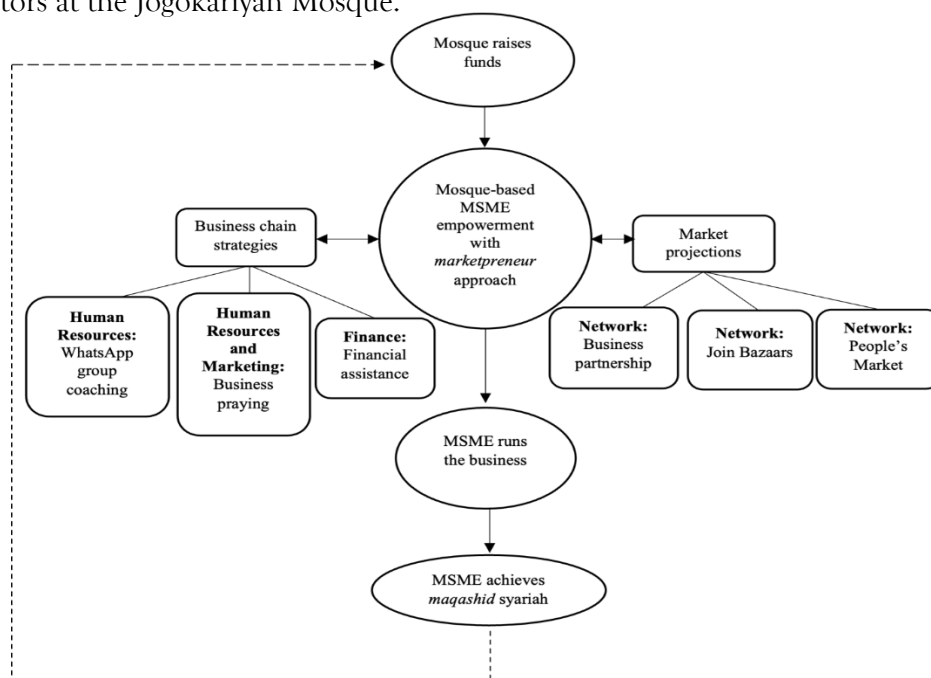 tors at the Jogokariyan Mosque.
Mosque raises
funds
Mosque-based
MSME
empowerment
with
marketpreneur
approach
Business chain
strategies
Market
projections
Human
Resources:
WhatsApp
group
coaching
Human
Resources
and
Marketing:
Business
praying
Finance:
Financial
assistance
Network:
Business
partnership
Network:
Join Bazaars
Network:
People's
Market
MSME runs
the business
MSME achieves
maqashid syariah